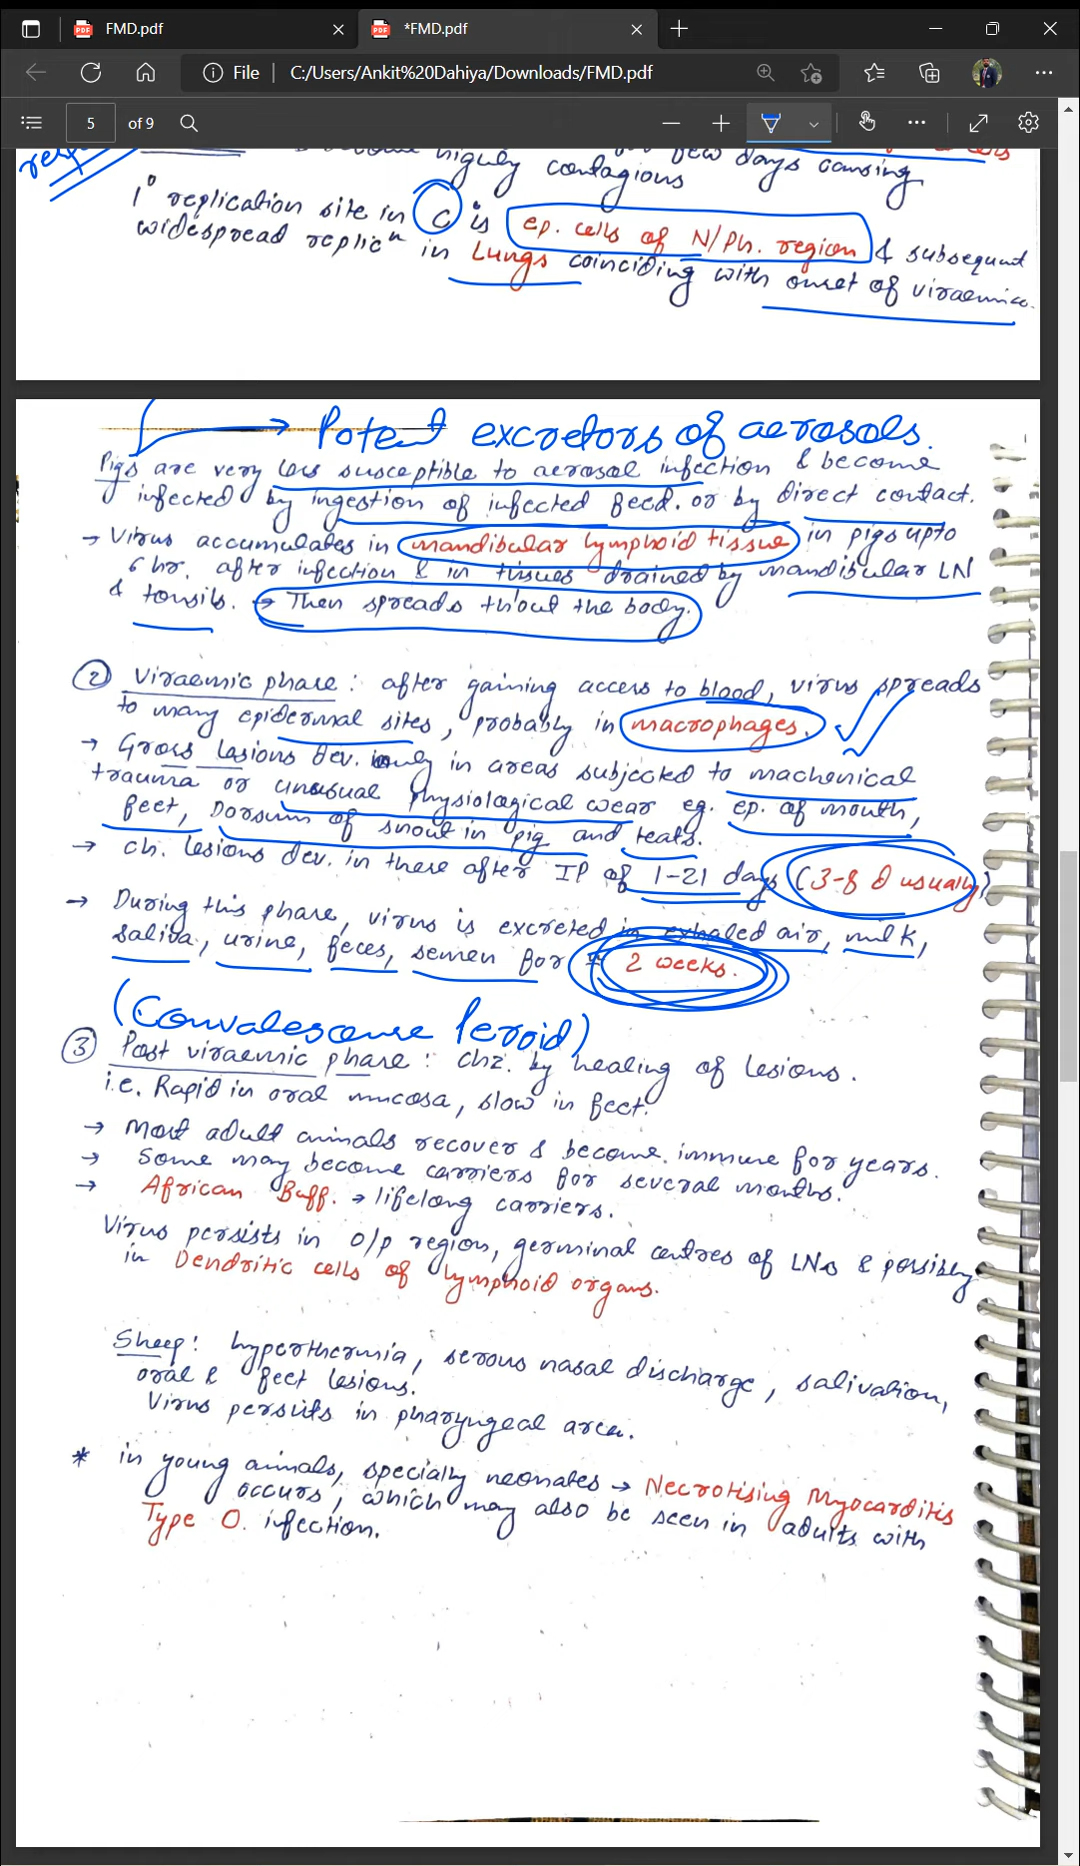 FMD.pdf
*FMD.pdf
File
C:/Users/Ankit%20Dahiya/Downloads/FMD.pdf
5 of 9
become highly contagious for few days causing
1° replication site in C is ep. cells of N/Ph. region & subsequent
widespread replicn in Lungs coinciding with onset of viraemia.
→ Potent excretors of aerosols.
Pigs are very less susceptible to aerosol infection & become
infected by ingestion of infected feed. or by direct contact.
→ Virus accumulates in mandibular lymphoid tissue in pigs upto
6 hr. after infection & in tissues drained by mandibular LN
& tonsils. → Then spreads th'out the body.
② Viraemic phase: after gaining access to blood, virus spreads
to many epidermal sites, probably in macrophages.
→ Gross lesions dev. only in areas subjected to machenical
trauma or unusual physiological wear eg. ep. of mouth,
feet, Dorsum of snout in pig and teats.
→ ch. lesions dev. in these after IP of 1-21 days (3-8 d usually)
→ During this phase, virus is excreted in exhaled air, milk,
saliva, urine, feces, semen for 2 weeks.
(Convalescence Peroid)
③ Post viraemic phase: chz. by healing of lesions.
i.e. Rapid in oral mucosa, slow in feet.
→ Most adult animals recover & become immune for years.
→ Some may become carriers for several months.
→ African Buff. → lifelong carriers.
Virus persists in o/p region, germinal centres of LNs & possibly
in Dendritic cells of lymphoid organs.
Sheep: hyperthermia, serous nasal discharge, salivation,
oral & feet lesions.
Virus persists in pharyngeal area.
* in young animals, specially neonates → Necrotising Myocarditis
occurs, which may also be seen in adults with
Type O. infection.